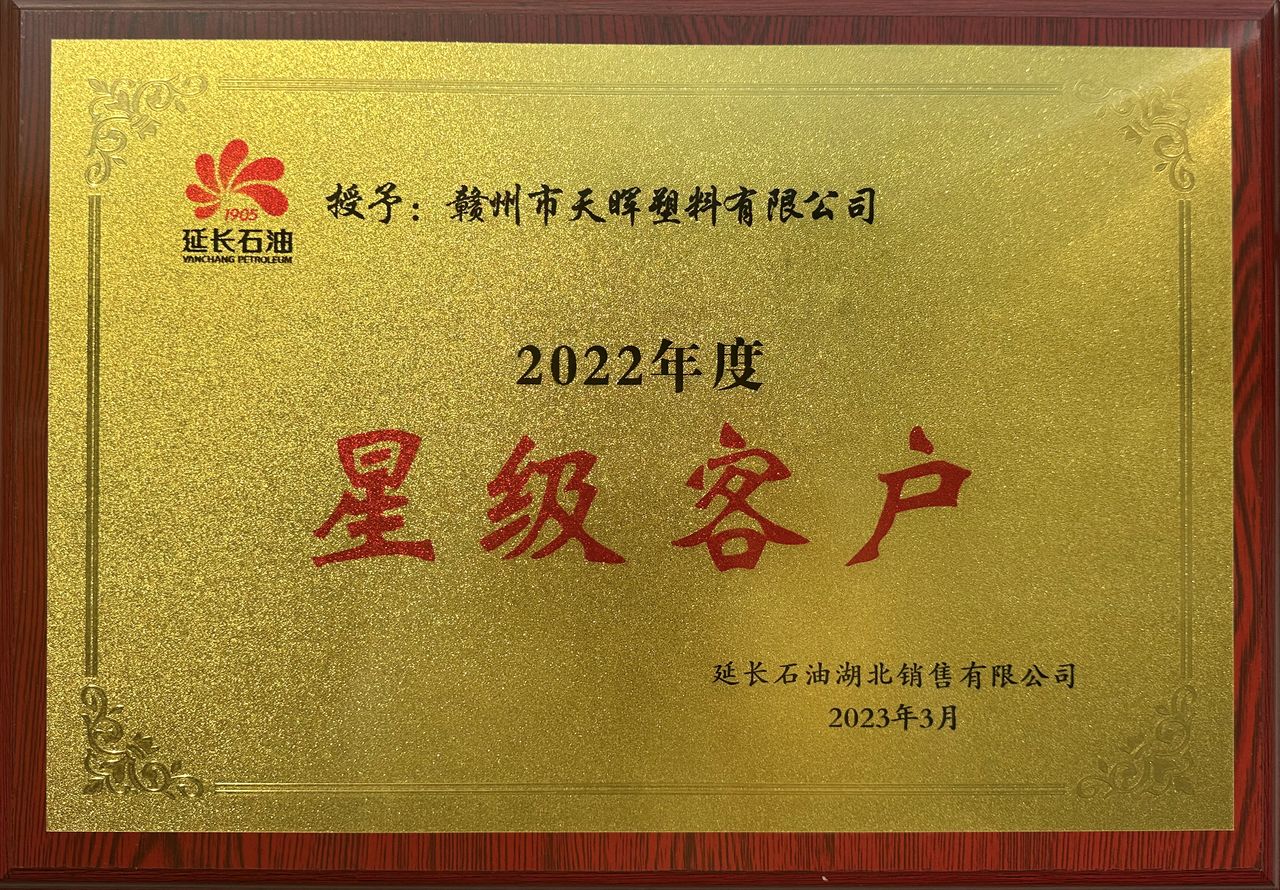 1905
延长石油
YANCHANG PETROLEUM
授予：赣州市天晖塑料有限公司
2022年度
星级客户
延长石油湖北销售有限公司
2023年3月